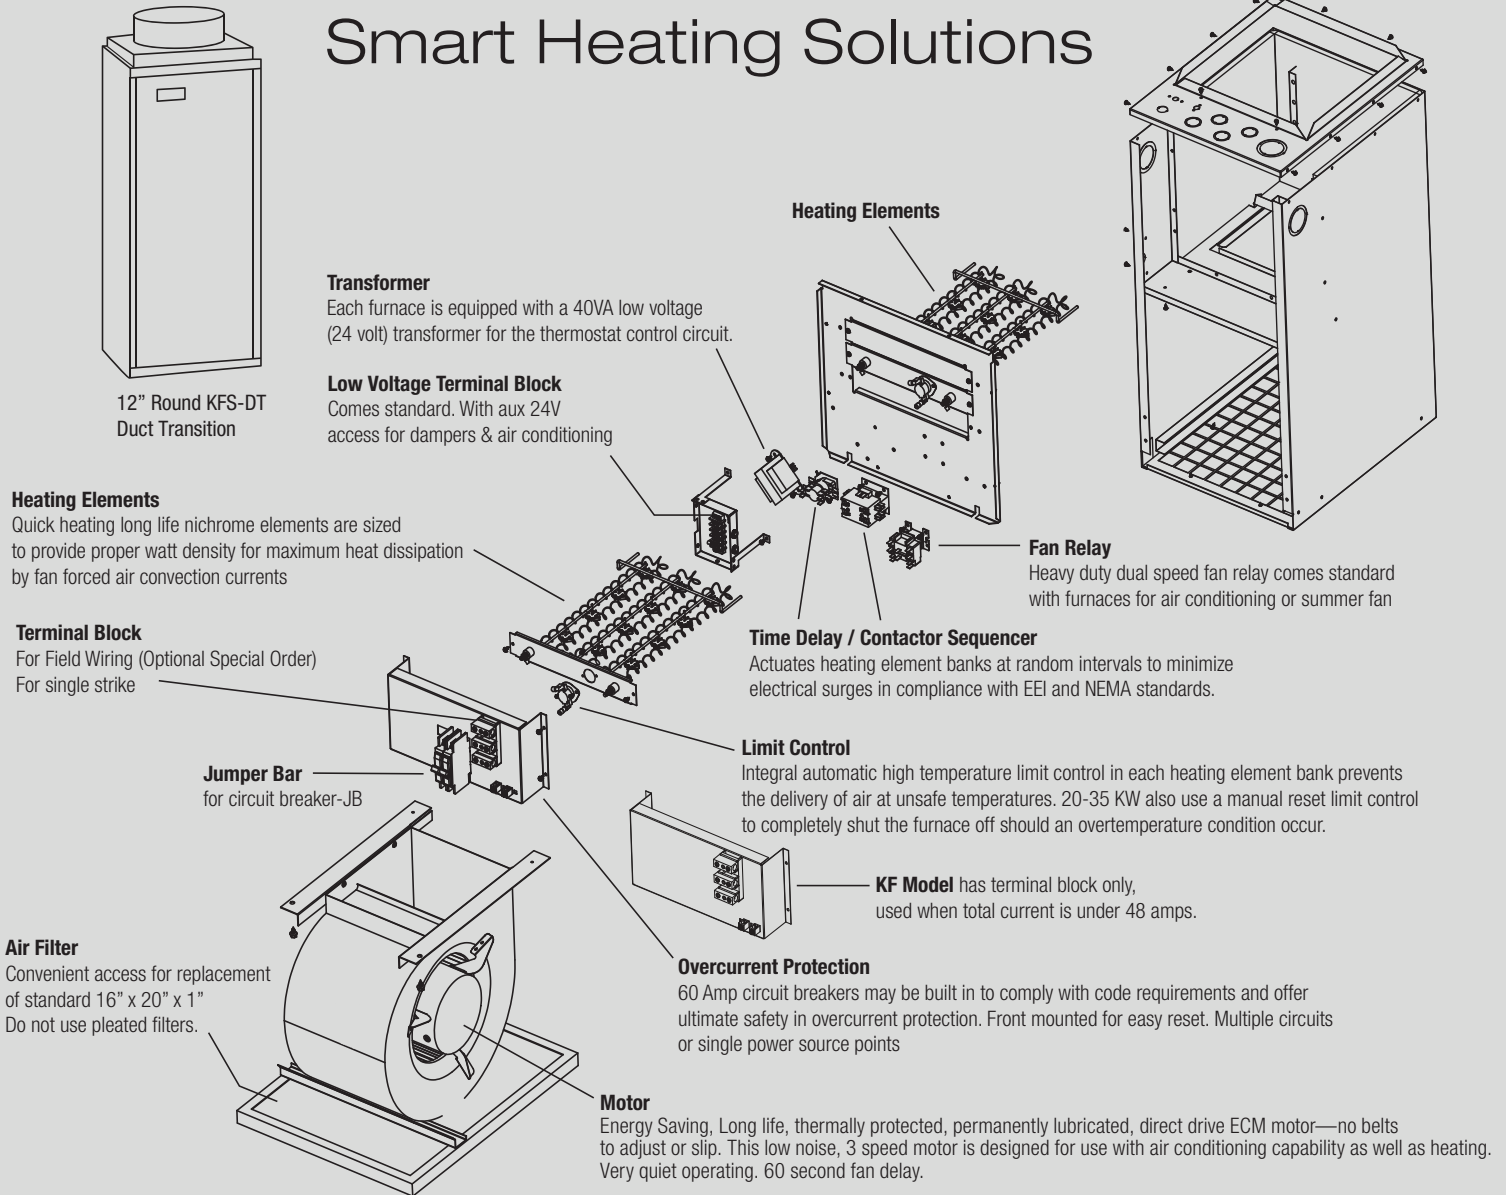 Smart Heating Solutions
12” Round KFS-DT
Duct Transition
Heating Elements
Transformer
Each furnace is equipped with a 40VA low voltage
(24 volt) transformer for the thermostat control circuit.
Low Voltage Terminal Block
Comes standard. With aux 24V
access for dampers & air conditioning
Heating Elements
Quick heating long life nichrome elements are sized
to provide proper watt density for maximum heat dissipation
by fan forced air convection currents
Fan Relay
Heavy duty dual speed fan relay comes standard
with furnaces for air conditioning or summer fan
Terminal Block
For Field Wiring (Optional Special Order)
For single strike
Time Delay / Contactor Sequencer
Actuates heating element banks at random intervals to minimize
electrical surges in compliance with EEI and NEMA standards.
Jumper Bar
for circuit breaker-JB
Limit Control
Integral automatic high temperature limit control in each heating element bank prevents
the delivery of air at unsafe temperatures. 20-35 KW also use a manual reset limit control
to completely shut the furnace off should an overtemperature condition occur.
KF Model has terminal block only,
used when total current is under 48 amps.
Air Filter
Convenient access for replacement
of standard 16” x 20” x 1”
Do not use pleated filters.
Overcurrent Protection
60 Amp circuit breakers may be built in to comply with code requirements and offer
ultimate safety in overcurrent protection. Front mounted for easy reset. Multiple circuits
or single power source points
Motor
Energy Saving, Long life, thermally protected, permanently lubricated, direct drive ECM motor—no belts
to adjust or slip. This low noise, 3 speed motor is designed for use with air conditioning capability as well as heating.
Very quiet operating. 60 second fan delay.